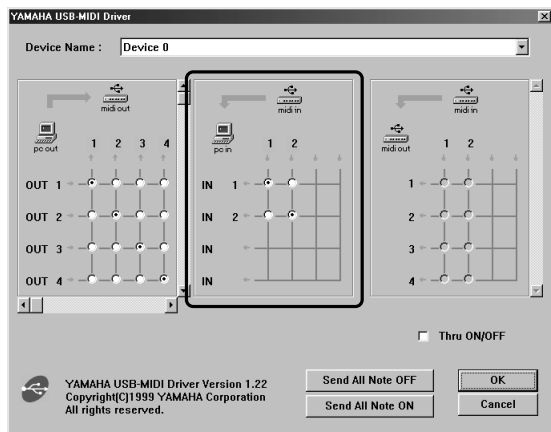 YAMAHA USB-MIDI Driver
Device Name : Device 0
midi out
pc out
1 2 3 4
OUT 1
OUT 2
OUT 3
OUT 4
midi in
pc in
1 2
IN 1
IN 2
IN
IN
midi in
midi out
1 2
1
2
3
4
Thru ON/OFF
YAMAHA USB-MIDI Driver Version 1.22
Copyright(C)1999 YAMAHA Corporation
All rights reserved.
Send All Note OFF
Send All Note ON
OK
Cancel